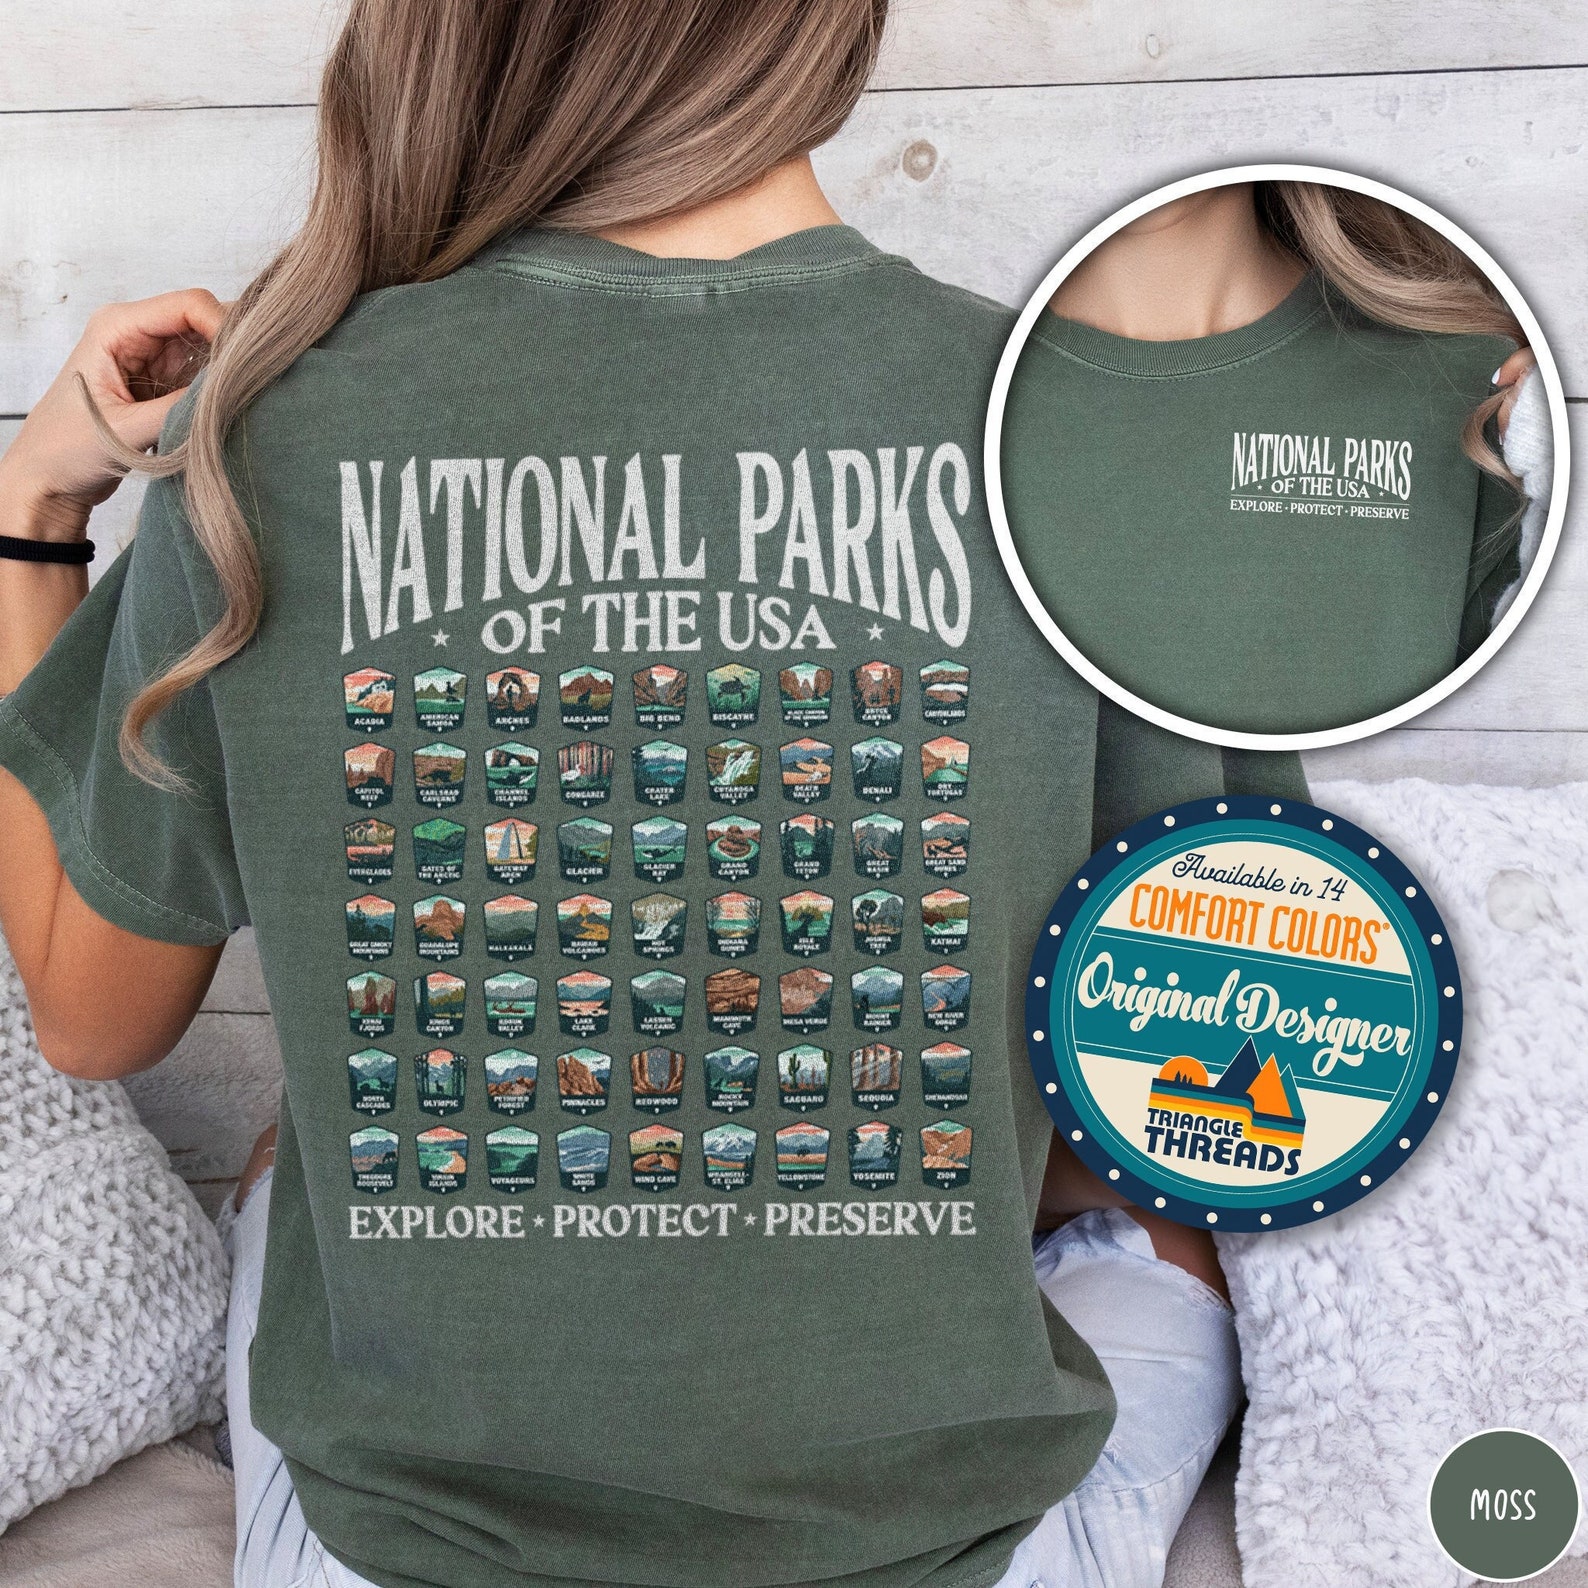 NATIONAL PARKS
★ OF THE USA ★
ACADIA
AMERICAN SAMOA
ARCHES
BADLANDS
BIG BEND
BISCAYNE
BLACK CANYON OF THE GUNNISON
BRYCE CANYON
CANYONLANDS
CAPITOL REEF
CARLSBAD CAVERNS
CHANNEL ISLANDS
CONGAREE
CRATER LAKE
CUYAHOGA VALLEY
DEATH VALLEY
DENALI
DRY TORTUGAS
EVERGLADES
GATES OF THE ARCTIC
GATEWAY ARCH
GLACIER
GLACIER BAY
GRAND CANYON
GRAND TETON
GREAT BASIN
GREAT SAND DUNES
GREAT SMOKY MOUNTAINS
GUADALUPE MOUNTAINS
HALEAKALA
HAWAII VOLCANOES
HOT SPRINGS
INDIANA DUNES
ISLE ROYALE
JOSHUA TREE
KATMAI
KENAI FJORDS
KINGS CANYON
KOBUK VALLEY
LAKE CLARK
LASSEN VOLCANIC
MAMMOTH CAVE
MESA VERDE
MOUNT RAINIER
NEW RIVER GORGE
NORTH CASCADES
OLYMPIC
PETRIFIED FOREST
PINNACLES
REDWOOD
ROCKY MOUNTAIN
SAGUARO
SEQUOIA
SHENANDOAH
THEODORE ROOSEVELT
VIRGIN ISLANDS
VOYAGEURS
WHITE SANDS
WIND CAVE
WRANGELL-ST. ELIAS
YELLOWSTONE
YOSEMITE
ZION
EXPLORE ★ PROTECT ★ PRESERVE
NATIONAL PARKS
★ OF THE USA ★
EXPLORE ★ PROTECT ★ PRESERVE
Available in 14
COMFORT COLORS®
Original Designer
TRIANGLE
THREADS
MOSS